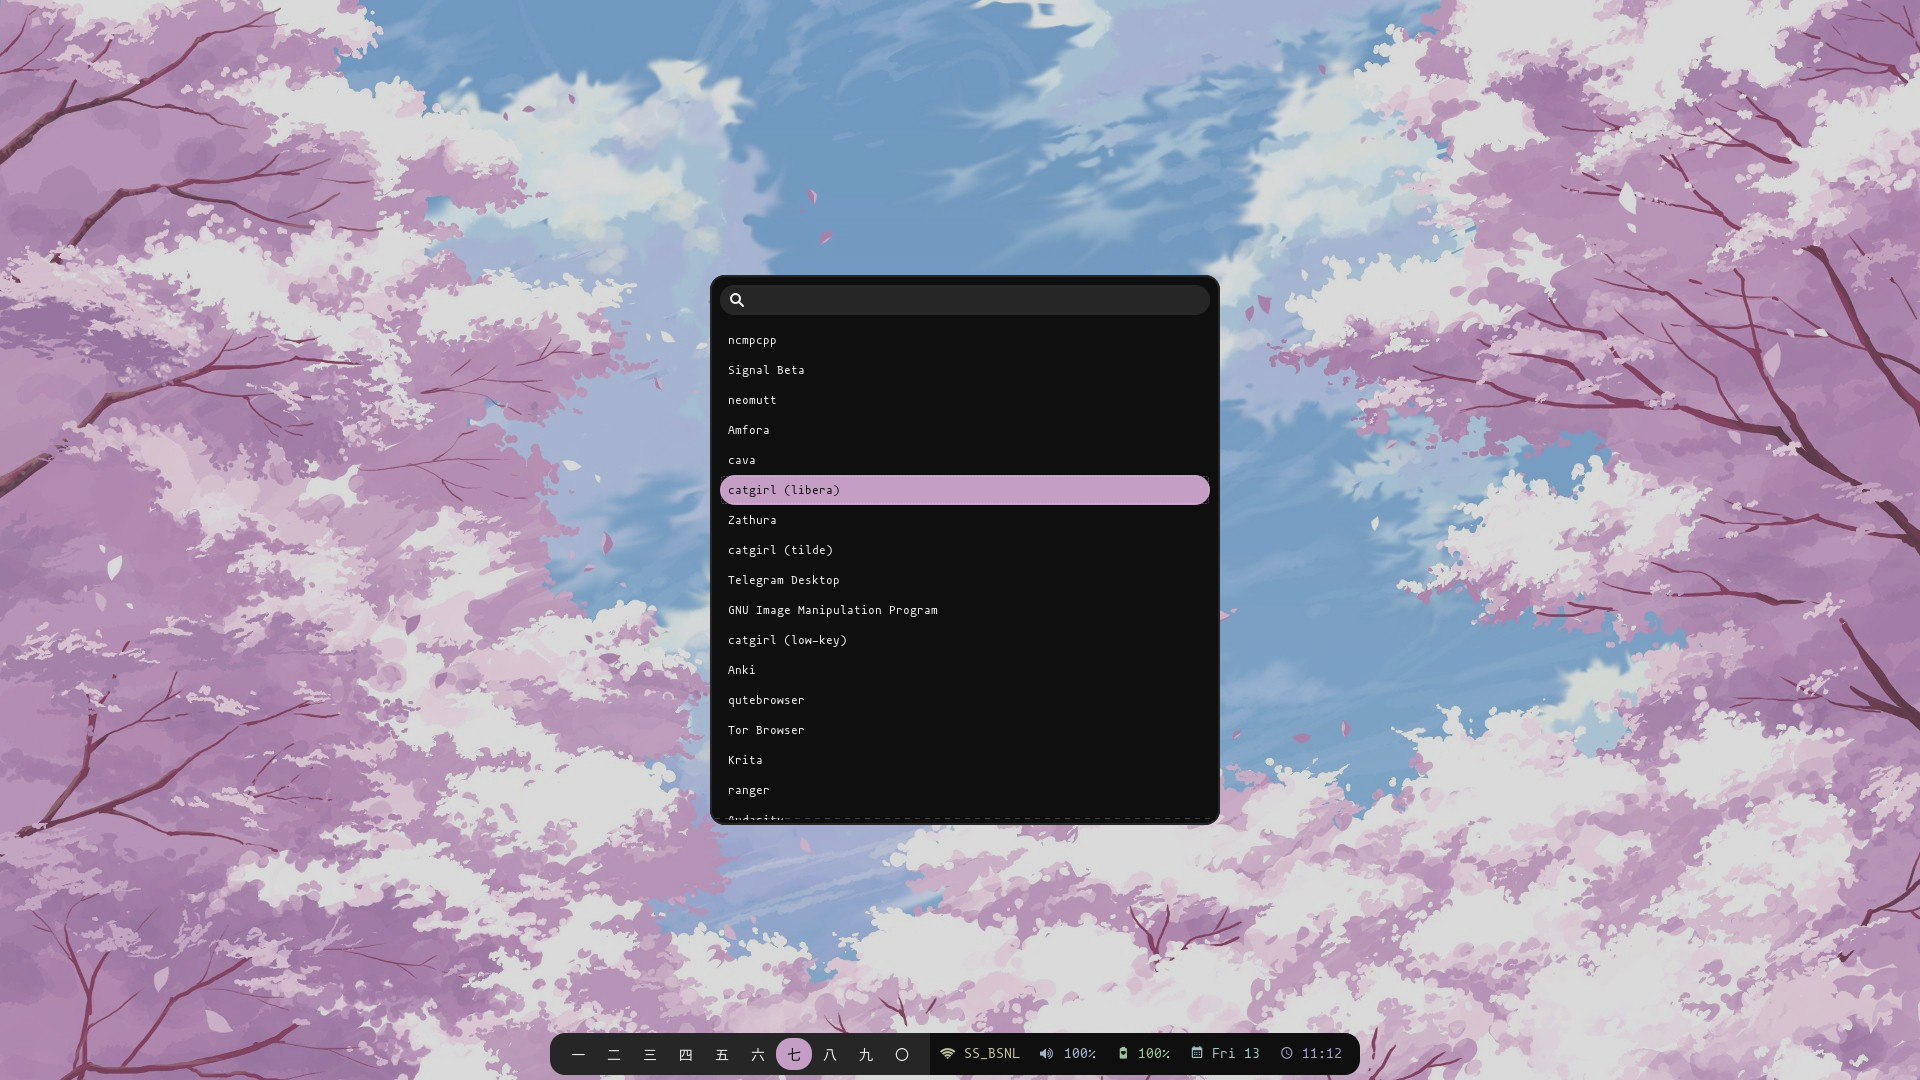 ncmpcpp
Signal Beta
neomutt
Amfora
cava
catgirl (libera)
Zathura
catgirl (tilde)
Telegram Desktop
GNU Image Manipulation Program
catgirl (low-key)
Anki
qutebrowser
Tor Browser
Krita
ranger
Audacity
一 二 三 四 五 六 七 八 九 〇 SS_BSNL 100% 100% Fri 13 11:12